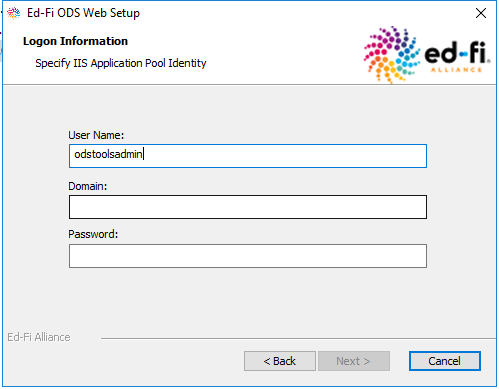 Ed-Fi ODS Web Setup
Logon Information
Specify IIS Application Pool Identity
ed-fi.
ALLIANCE
User Name:
odstoolsadmin
Domain:
Password:
Ed-Fi Alliance
< Back
Next >
Cancel